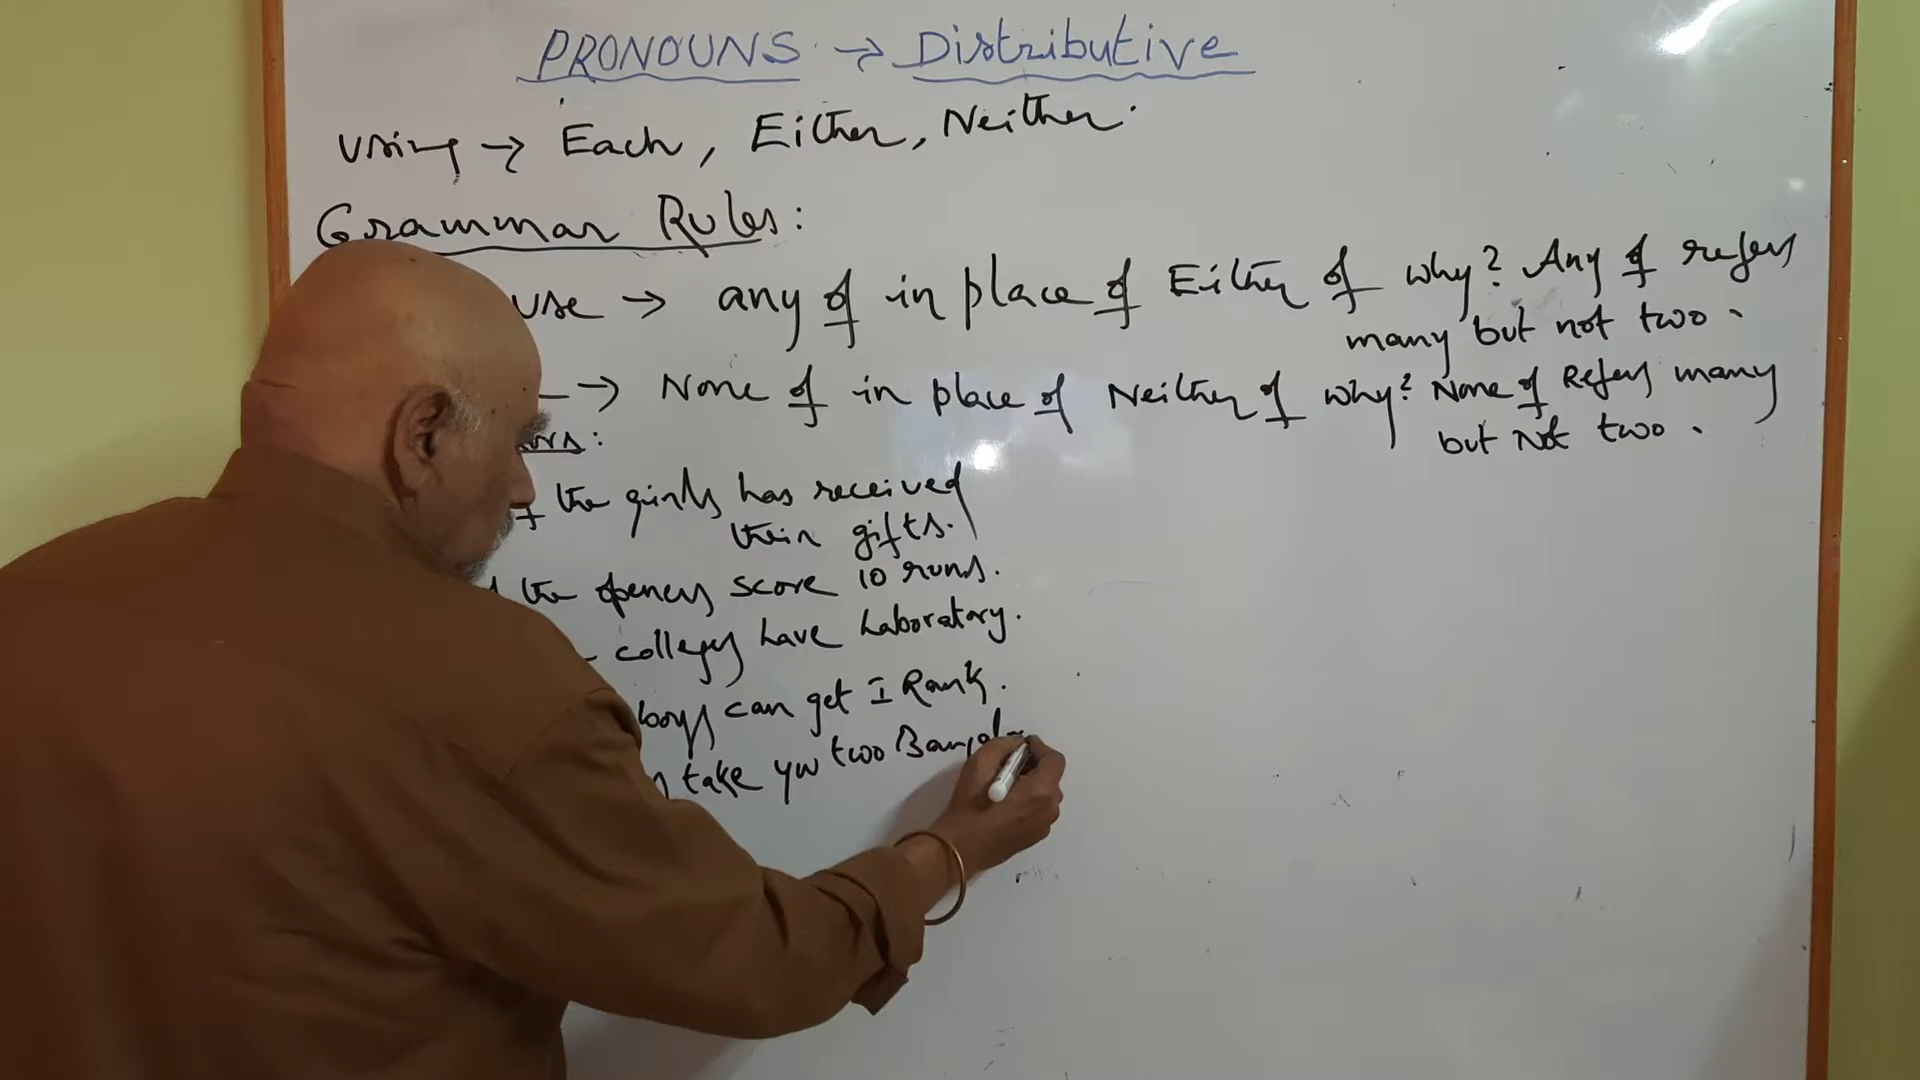 PRONOUNS → Distributive
Using → Each, Either, Neither.
Grammar Rules:
use → any of in place of Either of why? Any of refers
many but not two.
→ None of in place of Neither of why? None of Refers many
but Not two.
the girls has received
their gifts.
the openers score 10 runs.
colleges have Laboratory.
boys can get I Rank.
take you two Bangalo